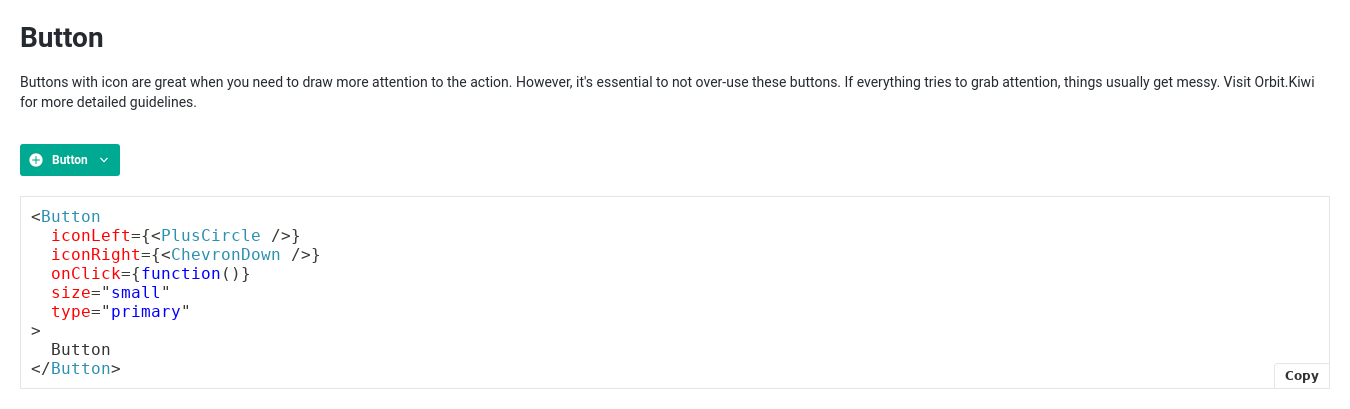 Button
Buttons with icon are great when you need to draw more attention to the action. However, it's essential to not over-use these buttons. If everything tries to grab attention, things usually get messy. Visit Orbit.Kiwi
for more detailed guidelines.
Button
<Button
  iconLeft={<PlusCircle />}
  iconRight={<ChevronDown />}
  onClick={function()}
  size="small"
  type="primary"
>
  Button
</Button>
Copy